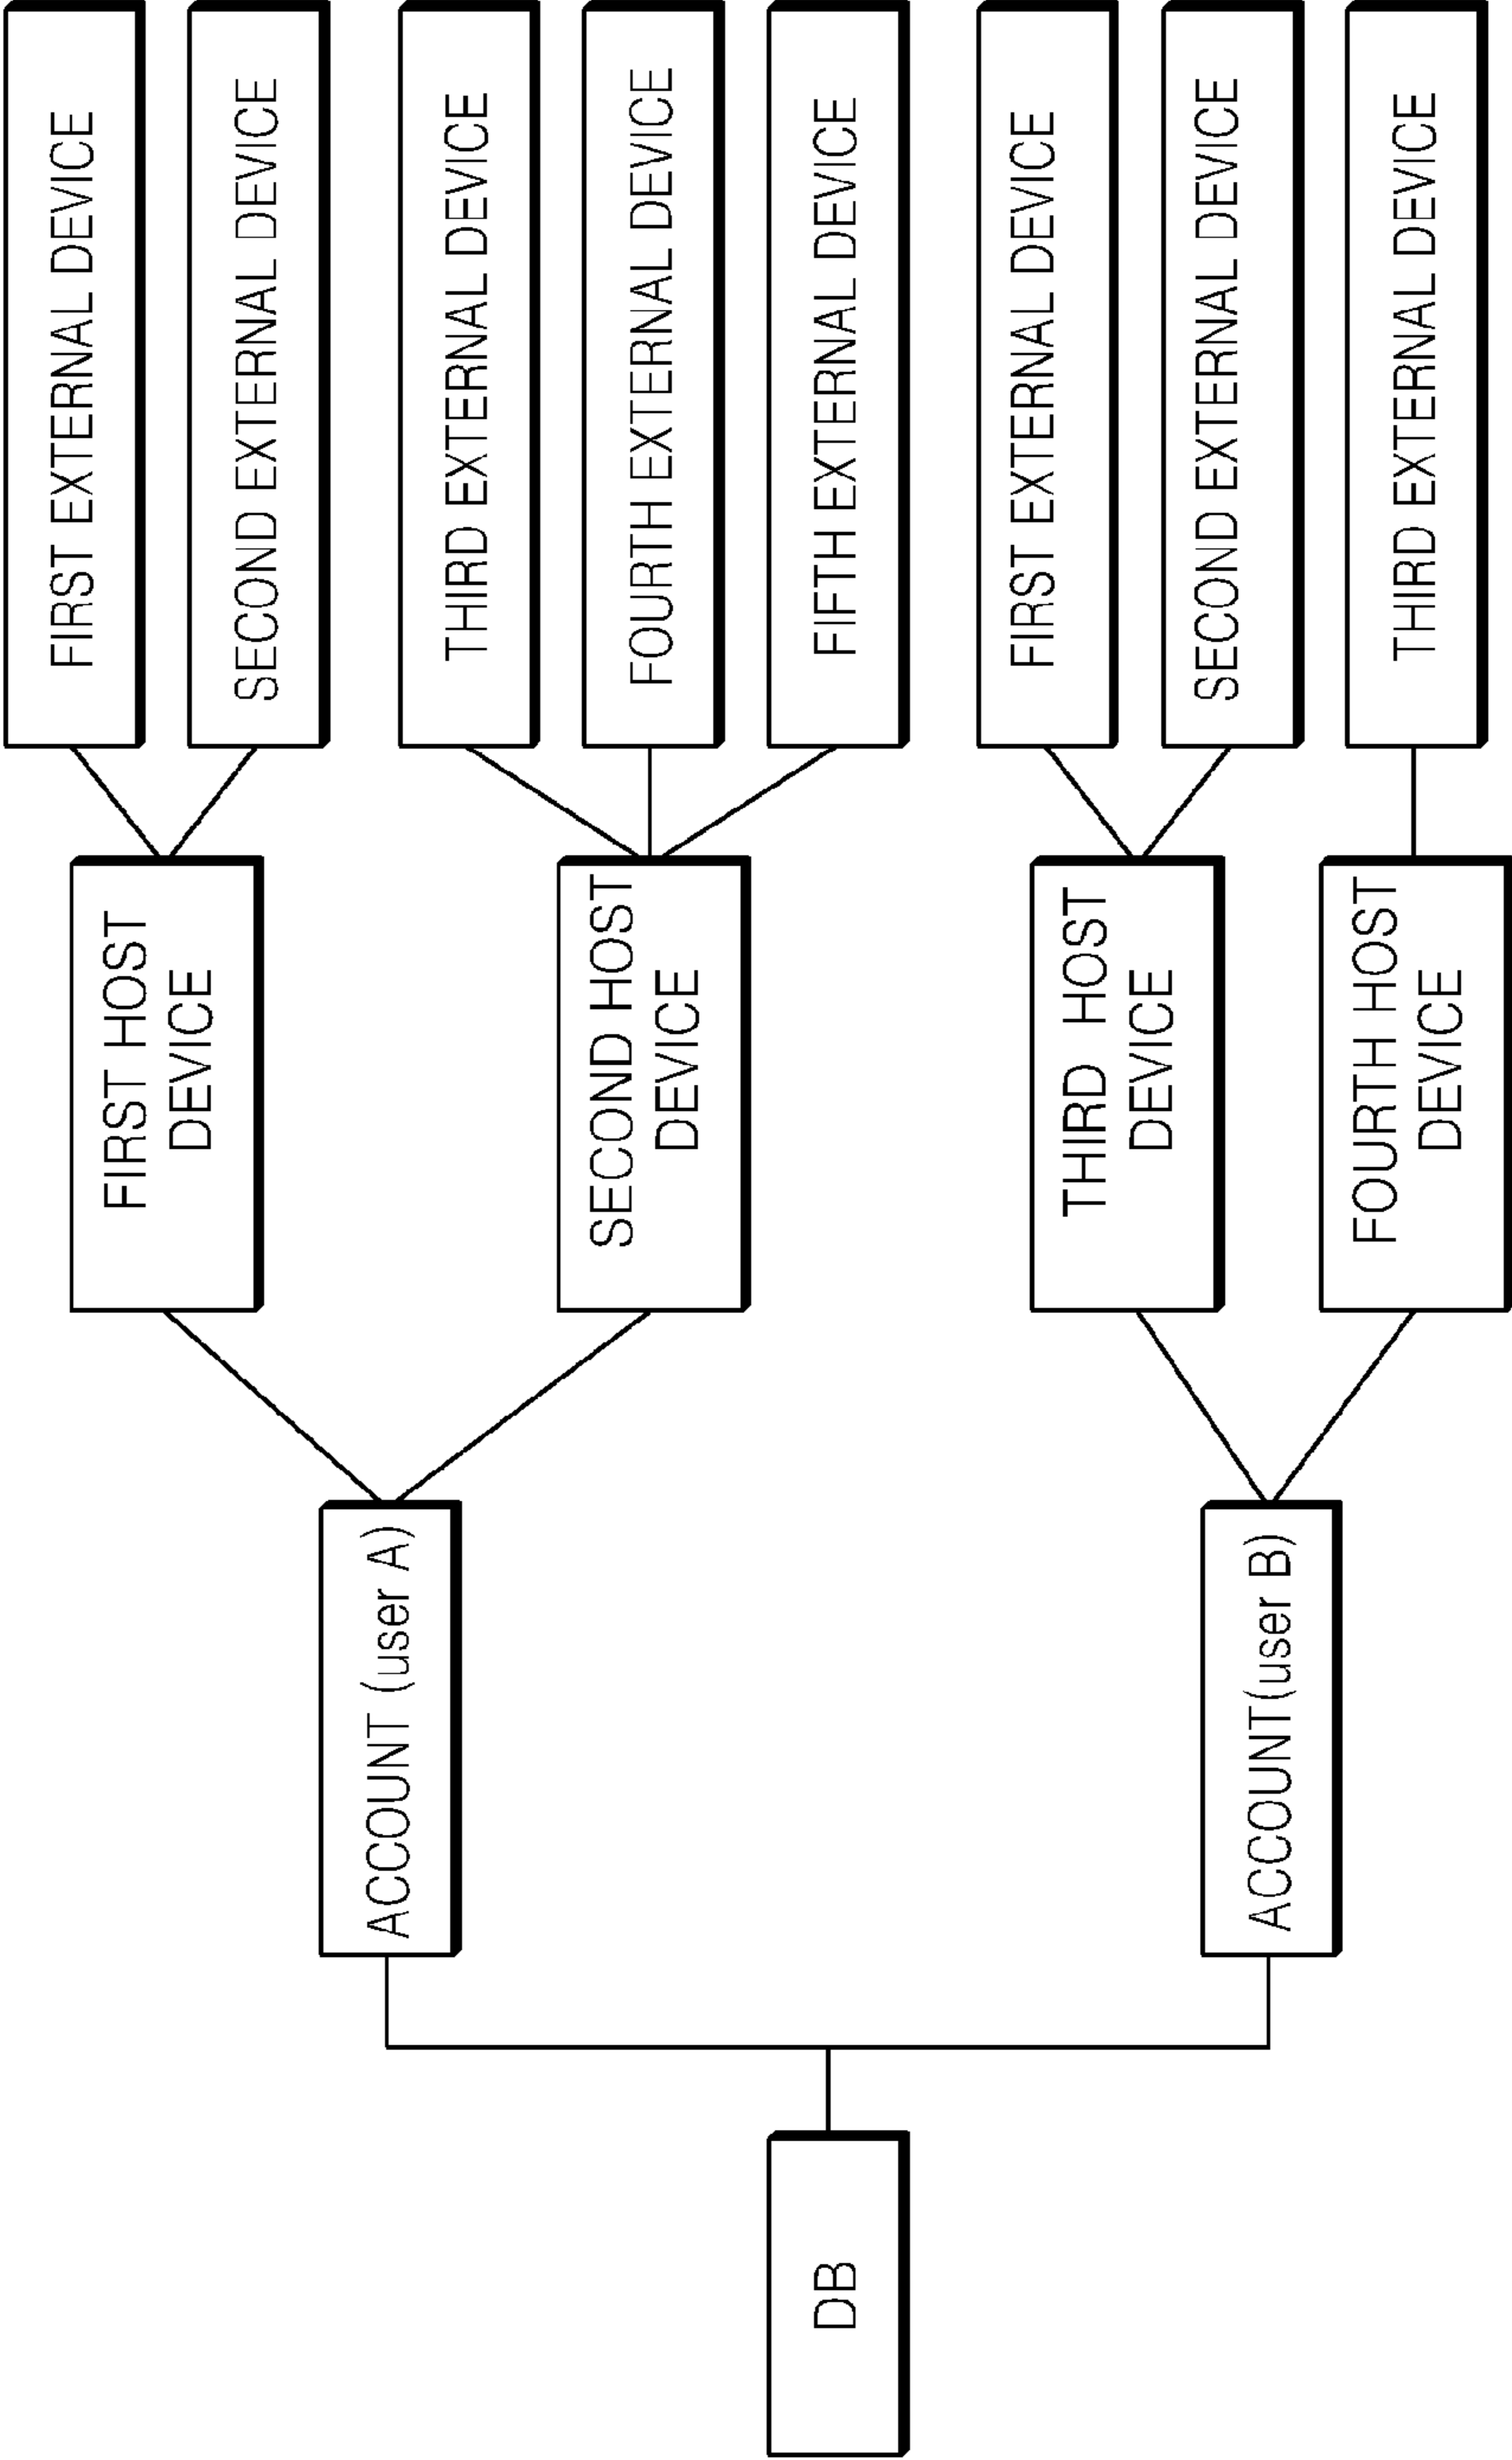 DB
ACCOUNT (user A)
ACCOUNT(user B)
FIRST HOST
DEVICE
SECOND HOST
DEVICE
THIRD HOST
DEVICE
FOURTH HOST
DEVICE
FIRST EXTERNAL DEVICE
SECOND EXTERNAL DEVICE
THIRD EXTERNAL DEVICE
FOURTH EXTERNAL DEVICE
FIFTH EXTERNAL DEVICE
FIRST EXTERNAL DEVICE
SECOND EXTERNAL DEVICE
THIRD EXTERNAL DEVICE